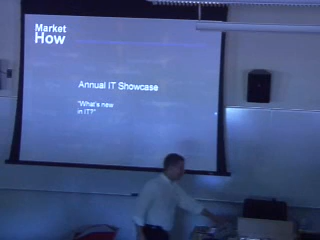 Market
How
Annual IT Showcase
"What's new
in IT?"